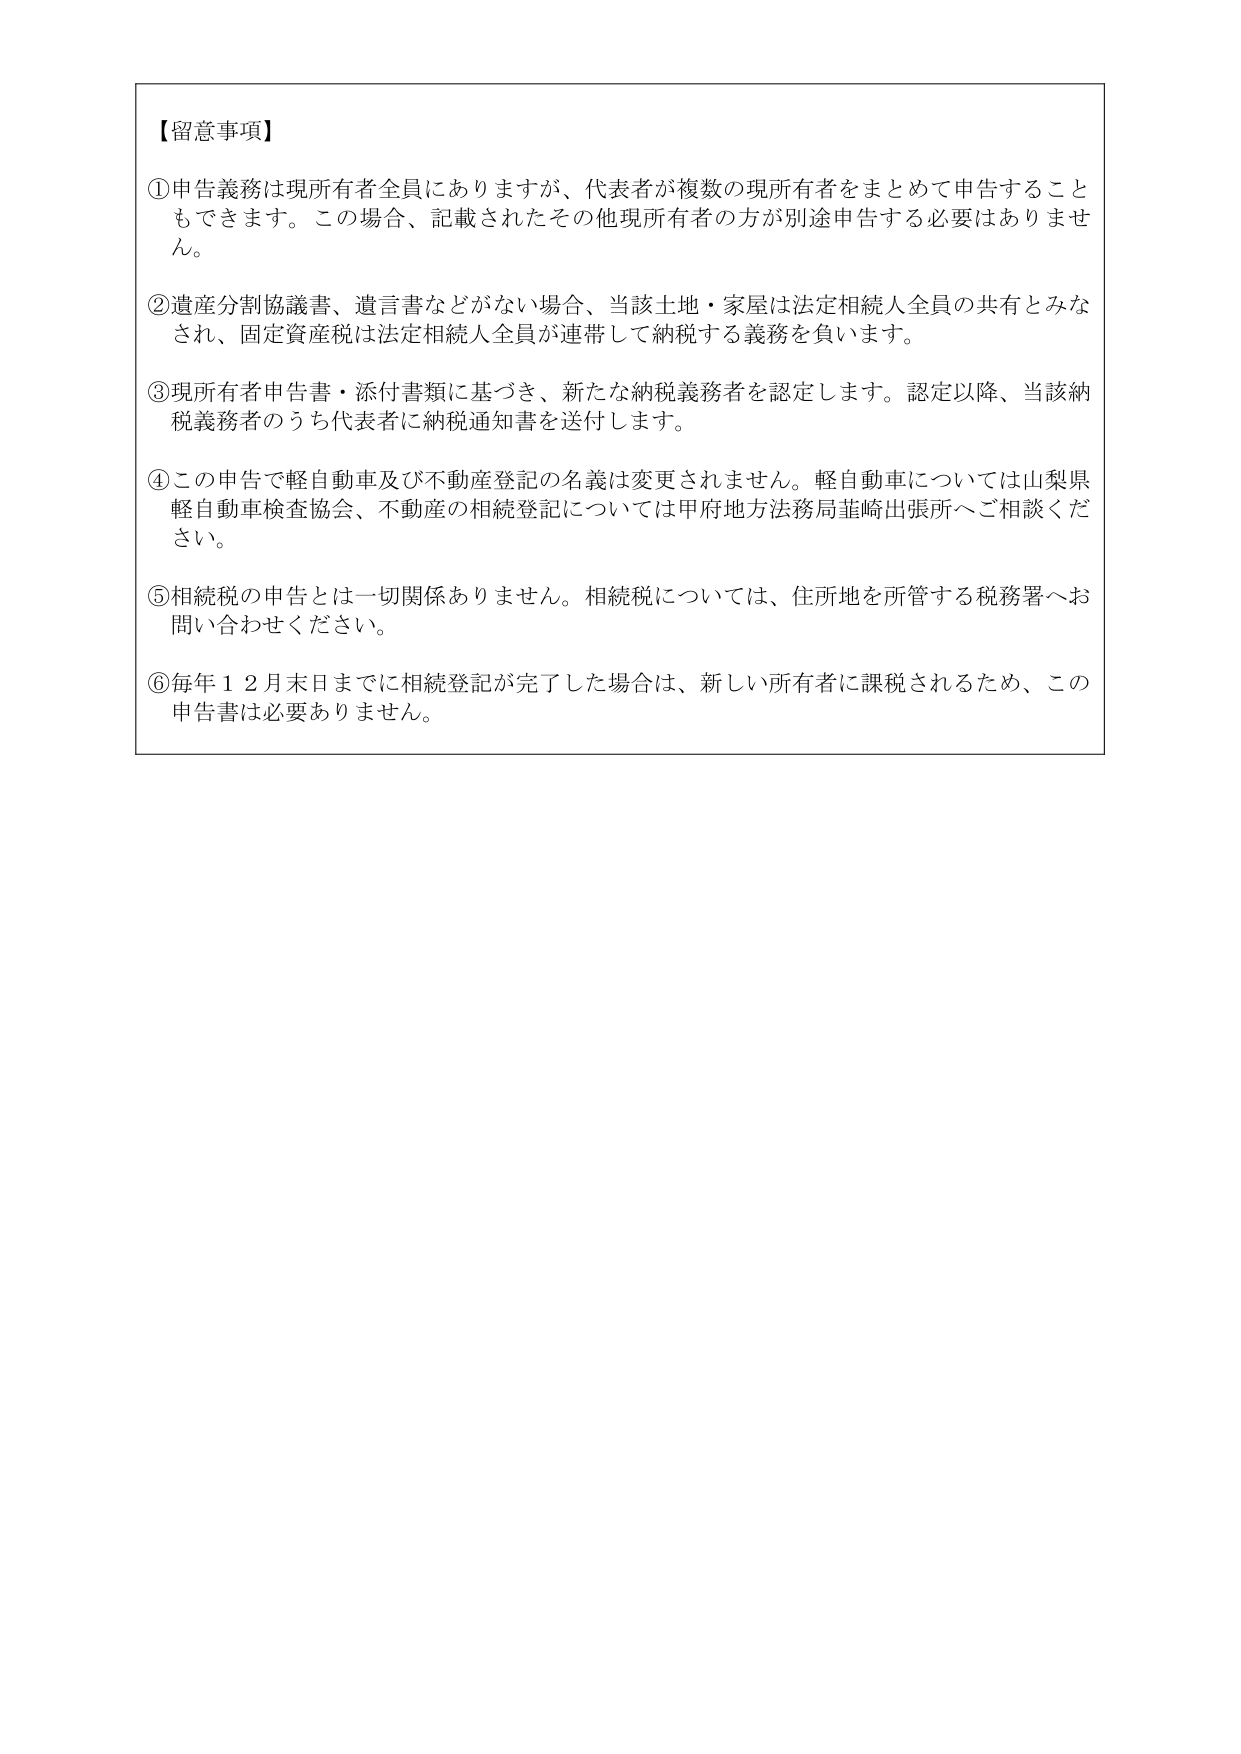 【留意事項】
①申告義務は現所有者全員にありますが、代表者が複数の現所有者をまとめて申告すること
もできます。この場合、記載されたその他現所有者の方が別途申告する必要はありませ
ん。
②遺産分割協議書、遺言書などがない場合、当該土地・家屋は法定相続人全員の共有とみな
され、固定資産税は法定相続人全員が連帯して納税する義務を負います。
③現所有者申告書・添付書類に基づき、新たな納税義務者を認定します。認定以降、当該納
税義務者のうち代表者に納税通知書を送付します。
④この申告で軽自動車及び不動産登記の名義は変更されません。軽自動車については山梨県
軽自動車検査協会、不動産の相続登記については甲府地方法務局韮崎出張所へご相談くだ
さい。
⑤相続税の申告とは一切関係ありません。相続税については、住所地を所管する税務署へお
問い合わせください。
⑥毎年１２月末日までに相続登記が完了した場合は、新しい所有者に課税されるため、この
申告書は必要ありません。